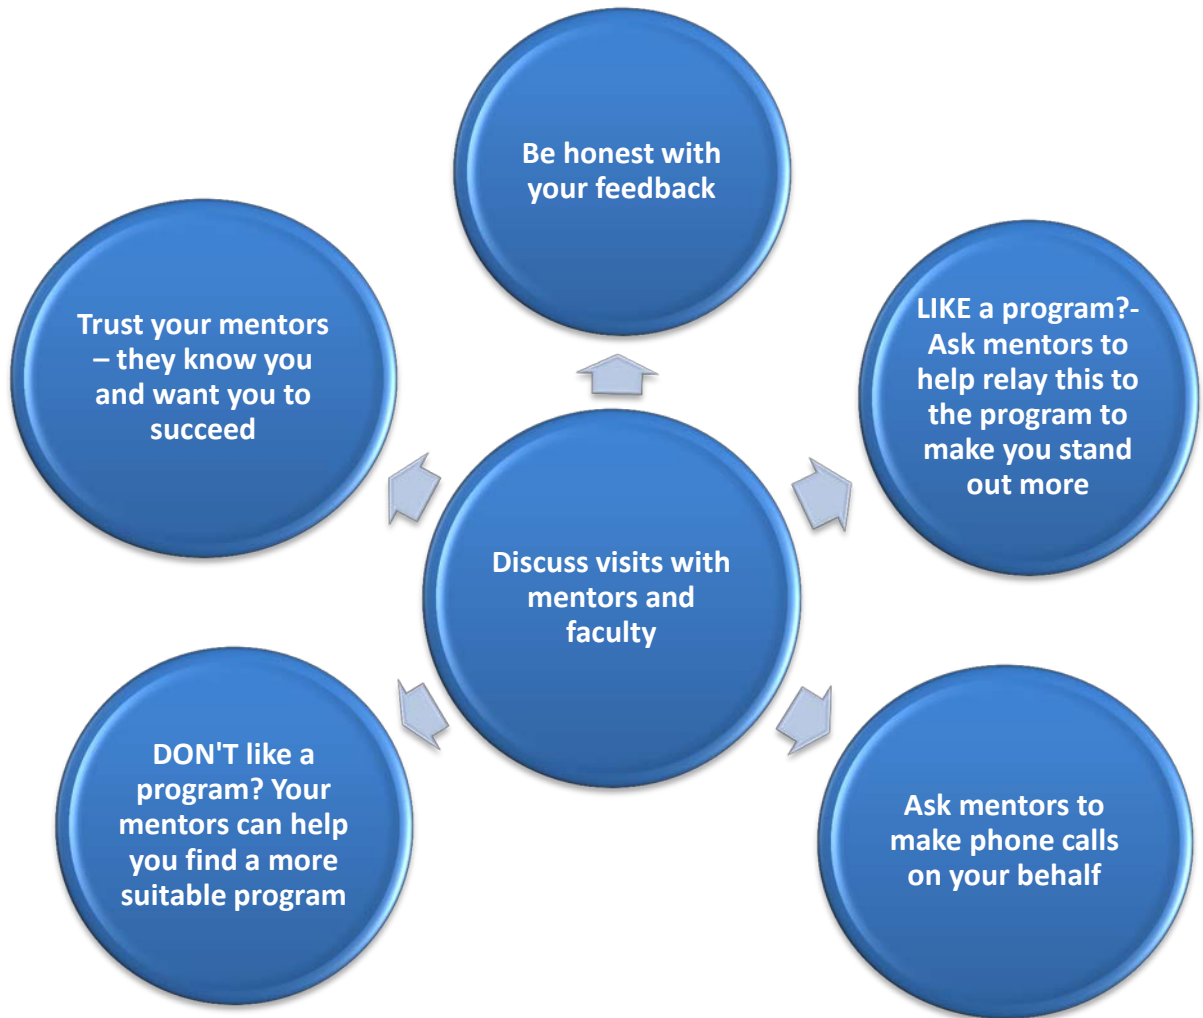 Be honest with
your feedback
LIKE a program?-
Ask mentors to
help relay this to
the program to
make you stand
out more
Ask mentors to
make phone calls
on your behalf
DON'T like a
program? Your
mentors can help
you find a more
suitable program
Trust your mentors
– they know you
and want you to
succeed
Discuss visits with
mentors and
faculty